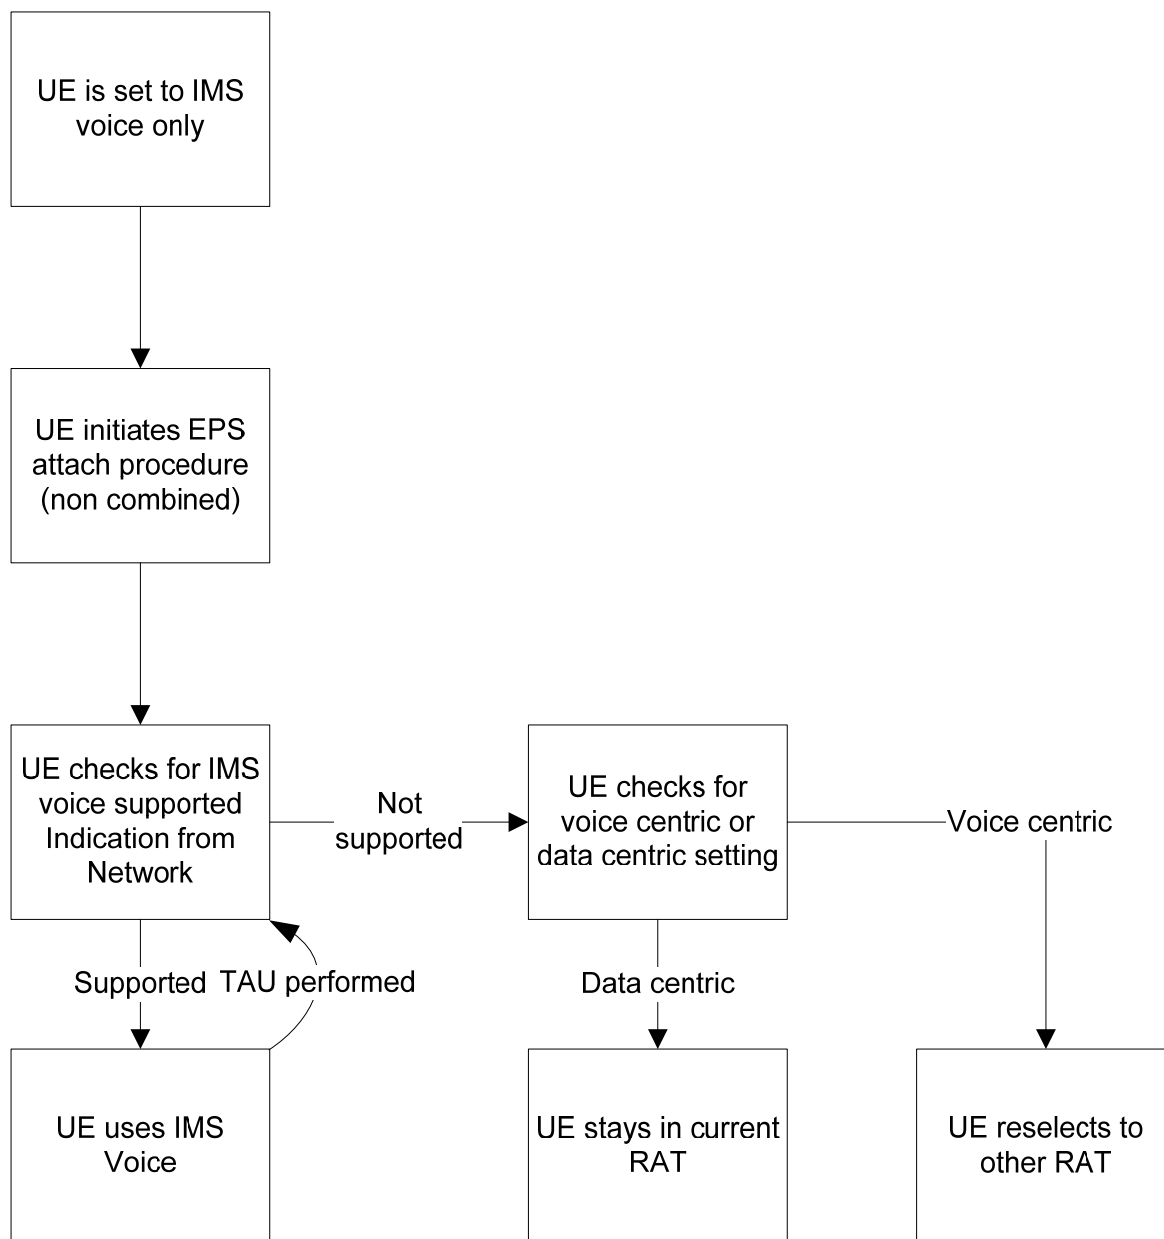 UE is set to IMS
voice only
UE initiates EPS
attach procedure
(non combined)
UE checks for IMS
voice supported
Indication from
Network
Not
supported
UE checks for
voice centric or
data centric setting
Voice centric
Supported
TAU performed
Data centric
UE uses IMS
Voice
UE stays in current
RAT
UE reselects to
other RAT